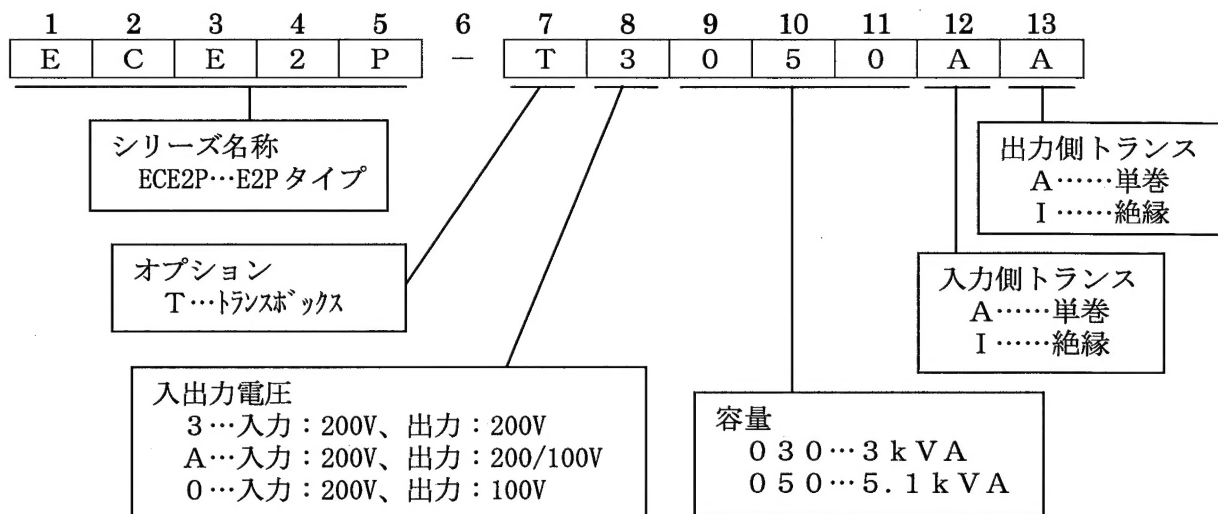 1 2 3 4 5 6 7 8 9 10 11 12 13
E C E 2 P － T 3 0 5 0 A A
シリーズ名称
ECE2P…E2Pタイプ
出力側トランス
A……単巻
I……絶縁
オプション
T…トランスボックス
入力側トランス
A……単巻
I……絶縁
入出力電圧
3…入力：200V、出力：200V
A…入力：200V、出力：200/100V
0…入力：200V、出力：100V
容量
030…3kVA
050…5.1kVA